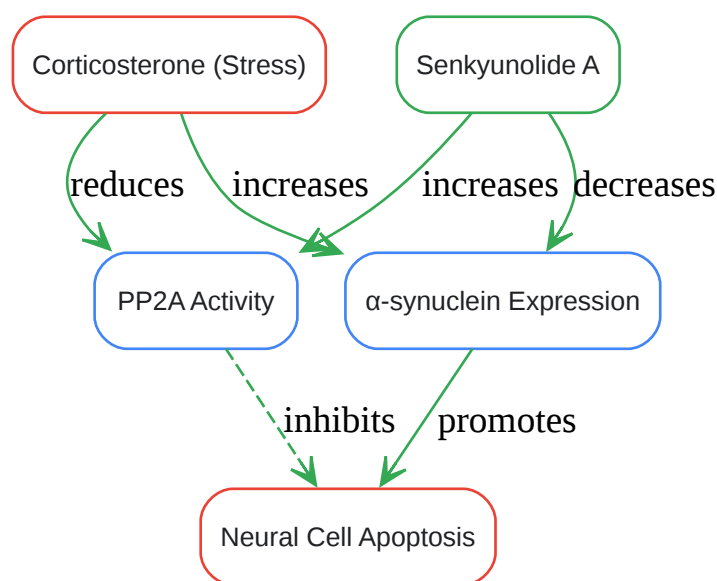 Corticosterone (Stress)
Senkyunolide A
reduces
increases
increases
decreases
PP2A Activity
α-synuclein Expression
inhibits
promotes
Neural Cell Apoptosis